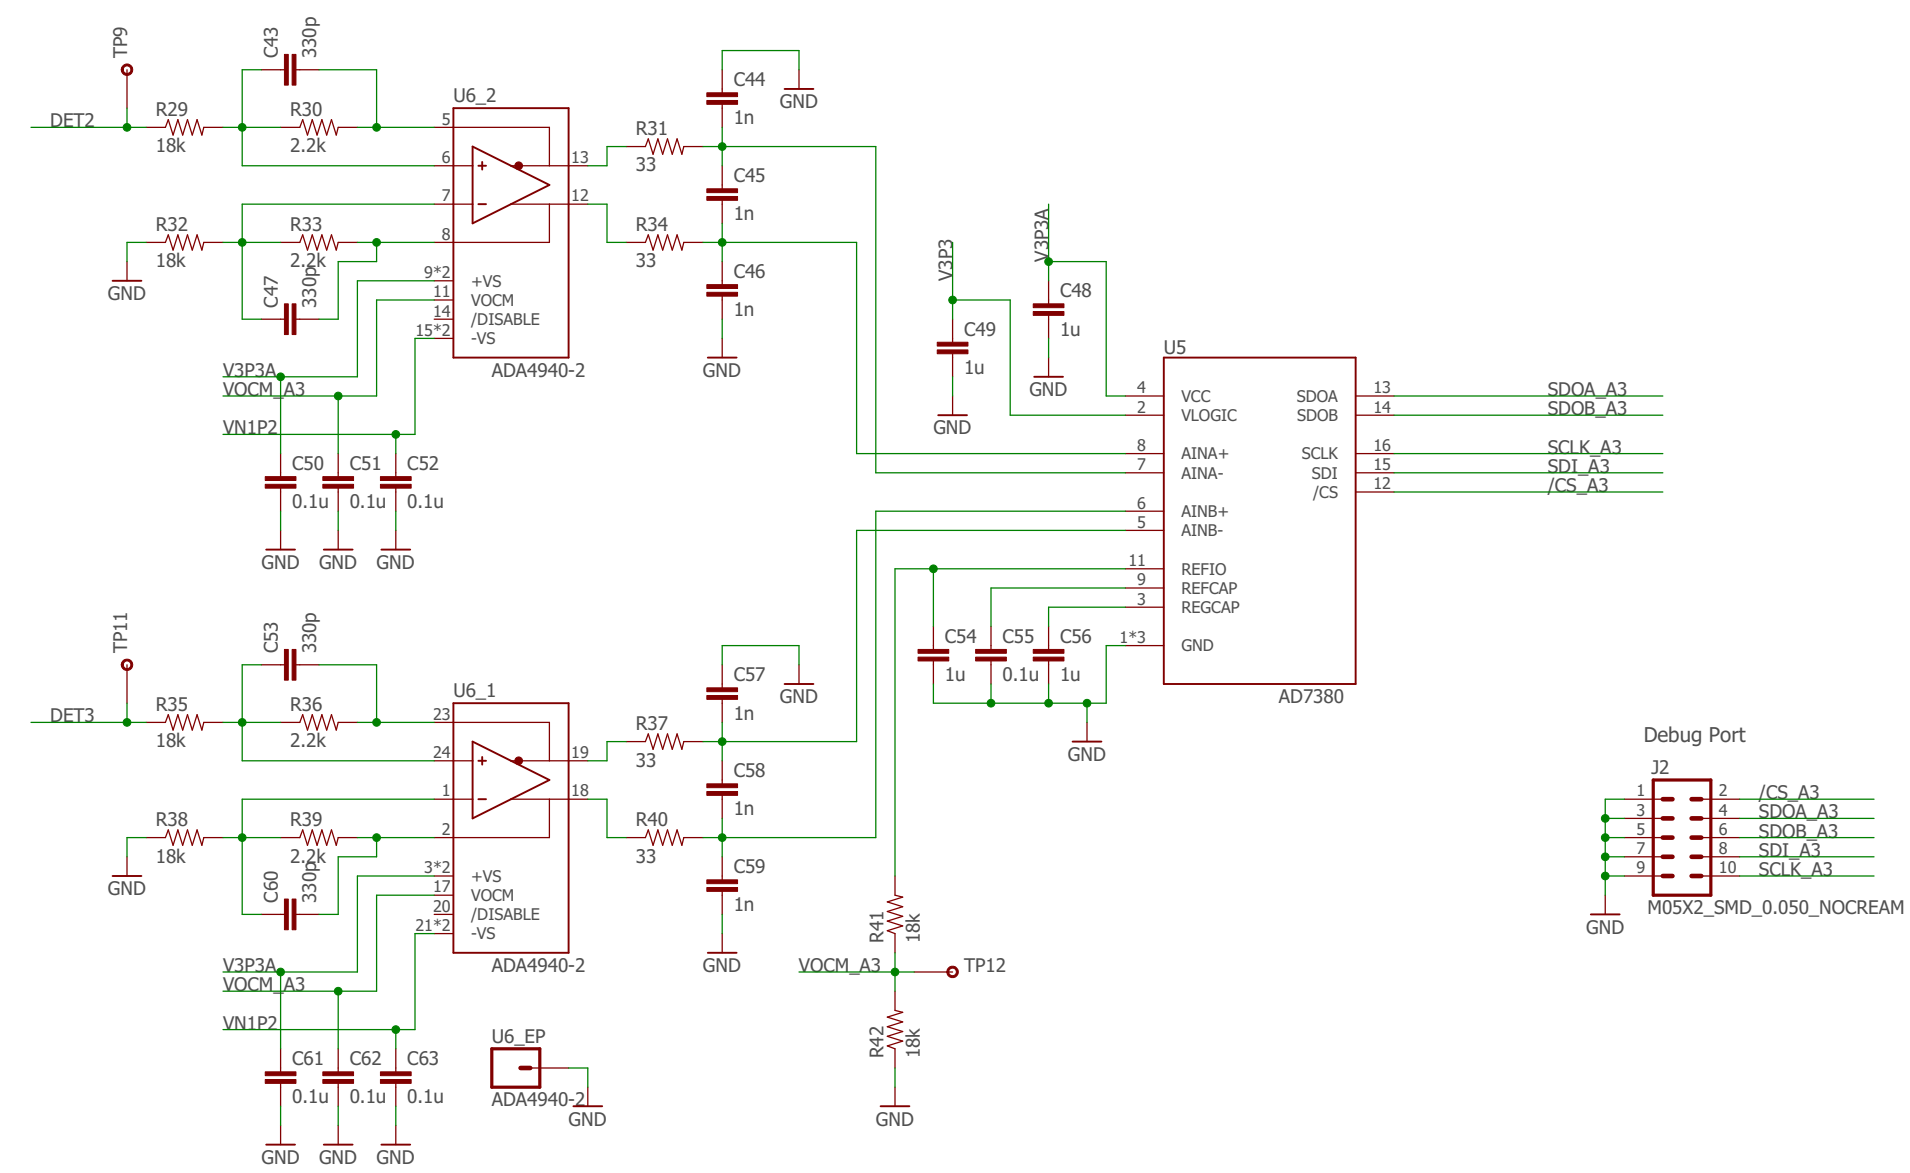 TP9
C43
330p
DET2
R29
18k
R30
2.2k
R32
18k
R33
2.2k
C47
330p
GND
U6_2
5
6
7
8
9*2
11
14
15*2
+VS
VOCM
/DISABLE
-VS
13
12
ADA4940-2
V3P3A
VOCM_A3
VN1P2
C50
0.1u
C51
0.1u
C52
0.1u
GND
GND
GND
R31
33
R34
33
C44
1n
GND
C45
1n
C46
1n
GND
V3P3
V3P3A
C49
1u
GND
C48
1u
GND
U5
4
2
8
7
6
5
11
9
3
1*3
VCC
VLOGIC
AINA+
AINA-
AINB+
AINB-
REFIO
REFCAP
REGCAP
GND
SDOA
SDOB
SCLK
SDI
/CS
13
14
16
15
12
SDOA_A3
SDOB_A3
SCLK_A3
SDI_A3
/CS_A3
AD7380
C54
1u
C55
0.1u
C56
1u
GND
TP11
C53
330p
DET3
R35
18k
R36
2.2k
R38
18k
R39
2.2k
C60
330p
GND
U6_1
23
24
1
2
3*2
17
20
21*2
+VS
VOCM
/DISABLE
-VS
19
18
ADA4940-2
V3P3A
VOCM_A3
VN1P2
C61
0.1u
C62
0.1u
C63
0.1u
GND
GND
GND
R37
33
R40
33
C57
1n
GND
C58
1n
C59
1n
GND
U6_EP
ADA4940-2
GND
R41
18k
VOCM_A3
TP12
R42
18k
GND
Debug Port
J2
1
3
5
7
9
2
4
6
8
10
/CS_A3
SDOA_A3
SDOB_A3
SDI_A3
SCLK_A3
M05X2_SMD_0.050_NOCREAM
GND